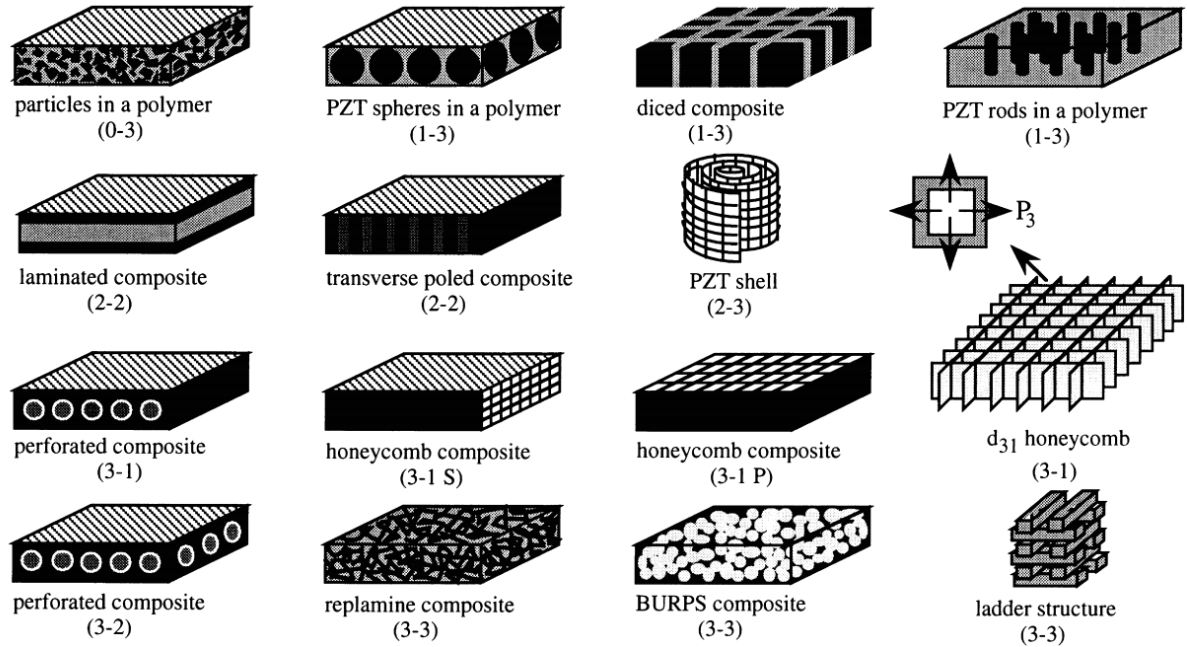 particles in a polymer
(0-3)
PZT spheres in a polymer
(1-3)
diced composite
(1-3)
PZT rods in a polymer
(1-3)
laminated composite
(2-2)
transverse poled composite
(2-2)
PZT shell
(2-3)
P3
perforated composite
(3-1)
honeycomb composite
(3-1 S)
honeycomb composite
(3-1 P)
d31 honeycomb
(3-1)
perforated composite
(3-2)
replamine composite
(3-3)
BURPS composite
(3-3)
ladder structure
(3-3)